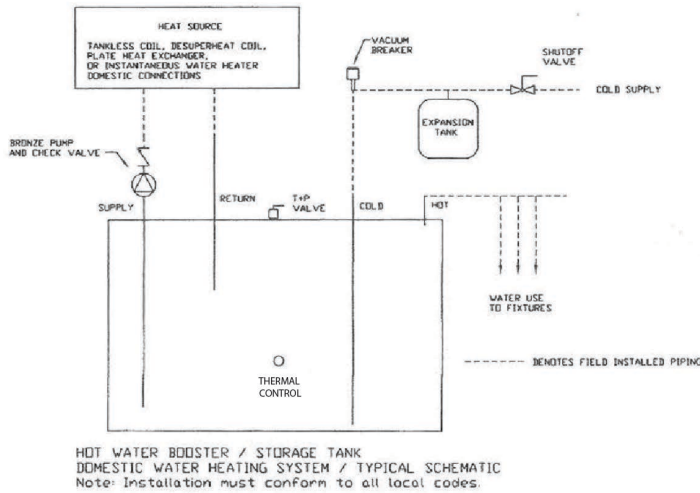 HEAT SOURCE
TANKLESS COIL, DESUPERHEAT COIL,
PLATE HEAT EXCHANGER,
OR INSTANTANEOUS WATER HEATER
DOMESTIC CONNECTIONS
VACUUM
BREAKER
SHUTOFF
VALVE
COLD SUPPLY
EXPANSION
TANK
BRONZE PUMP
AND CHECK VALVE
SUPPLY
RETURN
T+P
VALVE
COLD
HOT
WATER USE
TO FIXTURES
DENOTES FIELD INSTALLED PIPING
THERMAL
CONTROL
HOT WATER BOOSTER / STORAGE TANK
DOMESTIC WATER HEATING SYSTEM / TYPICAL SCHEMATIC
Note: Installation must conform to all local codes.